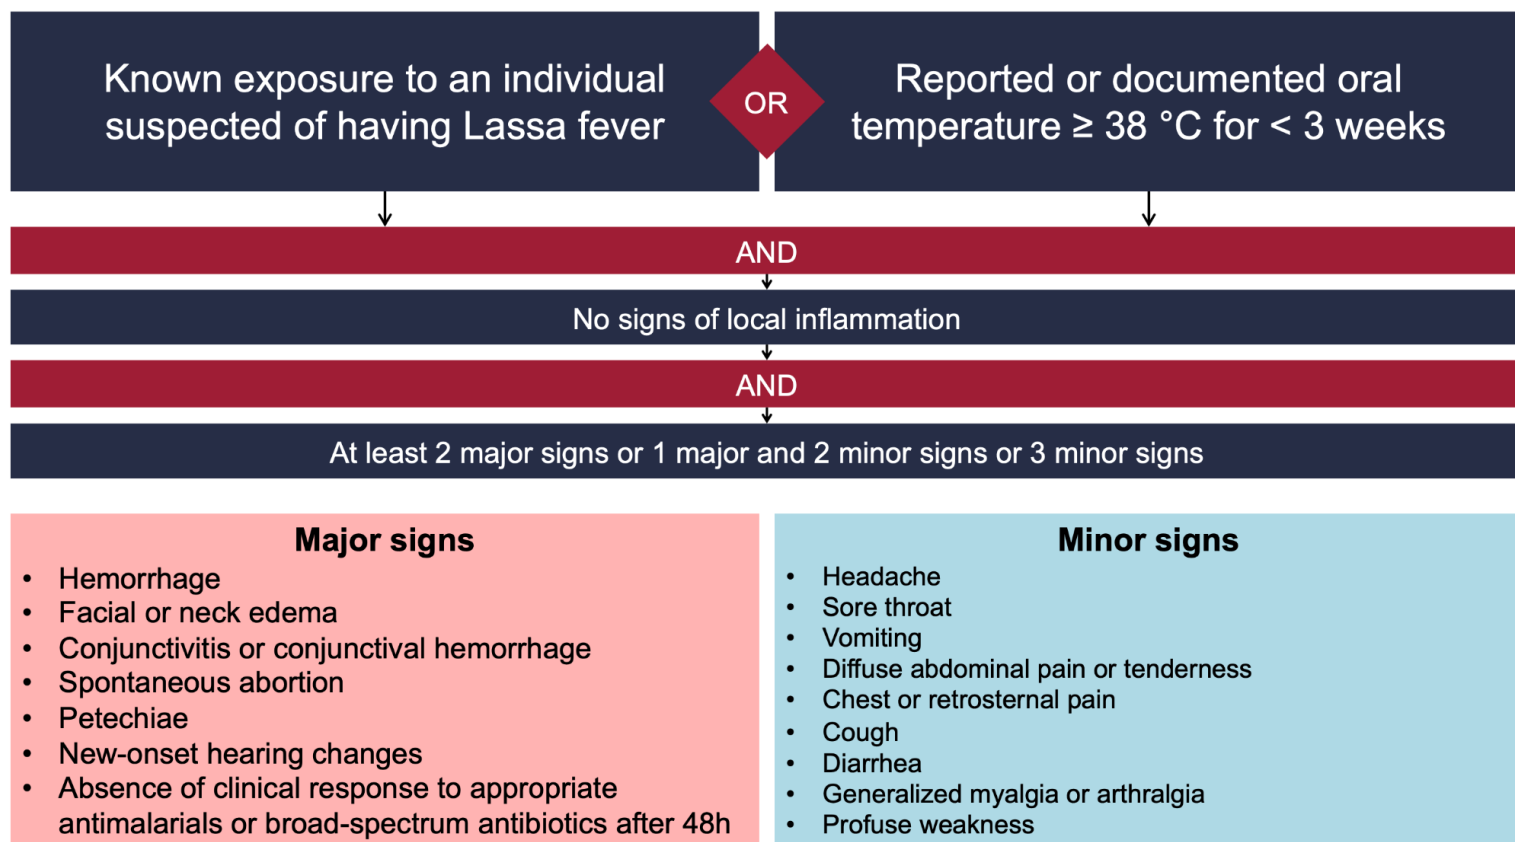 Known exposure to an individual
suspected of having Lassa fever
OR
Reported or documented oral
temperature ≥ 38 °C for < 3 weeks
AND
No signs of local inflammation
AND
At least 2 major signs or 1 major and 2 minor signs or 3 minor signs
Major signs
• Hemorrhage
• Facial or neck edema
• Conjunctivitis or conjunctival hemorrhage
• Spontaneous abortion
• Petechiae
• New-onset hearing changes
• Absence of clinical response to appropriate
antimalarials or broad-spectrum antibiotics after 48h
Minor signs
• Headache
• Sore throat
• Vomiting
• Diffuse abdominal pain or tenderness
• Chest or retrosternal pain
• Cough
• Diarrhea
• Generalized myalgia or arthralgia
• Profuse weakness